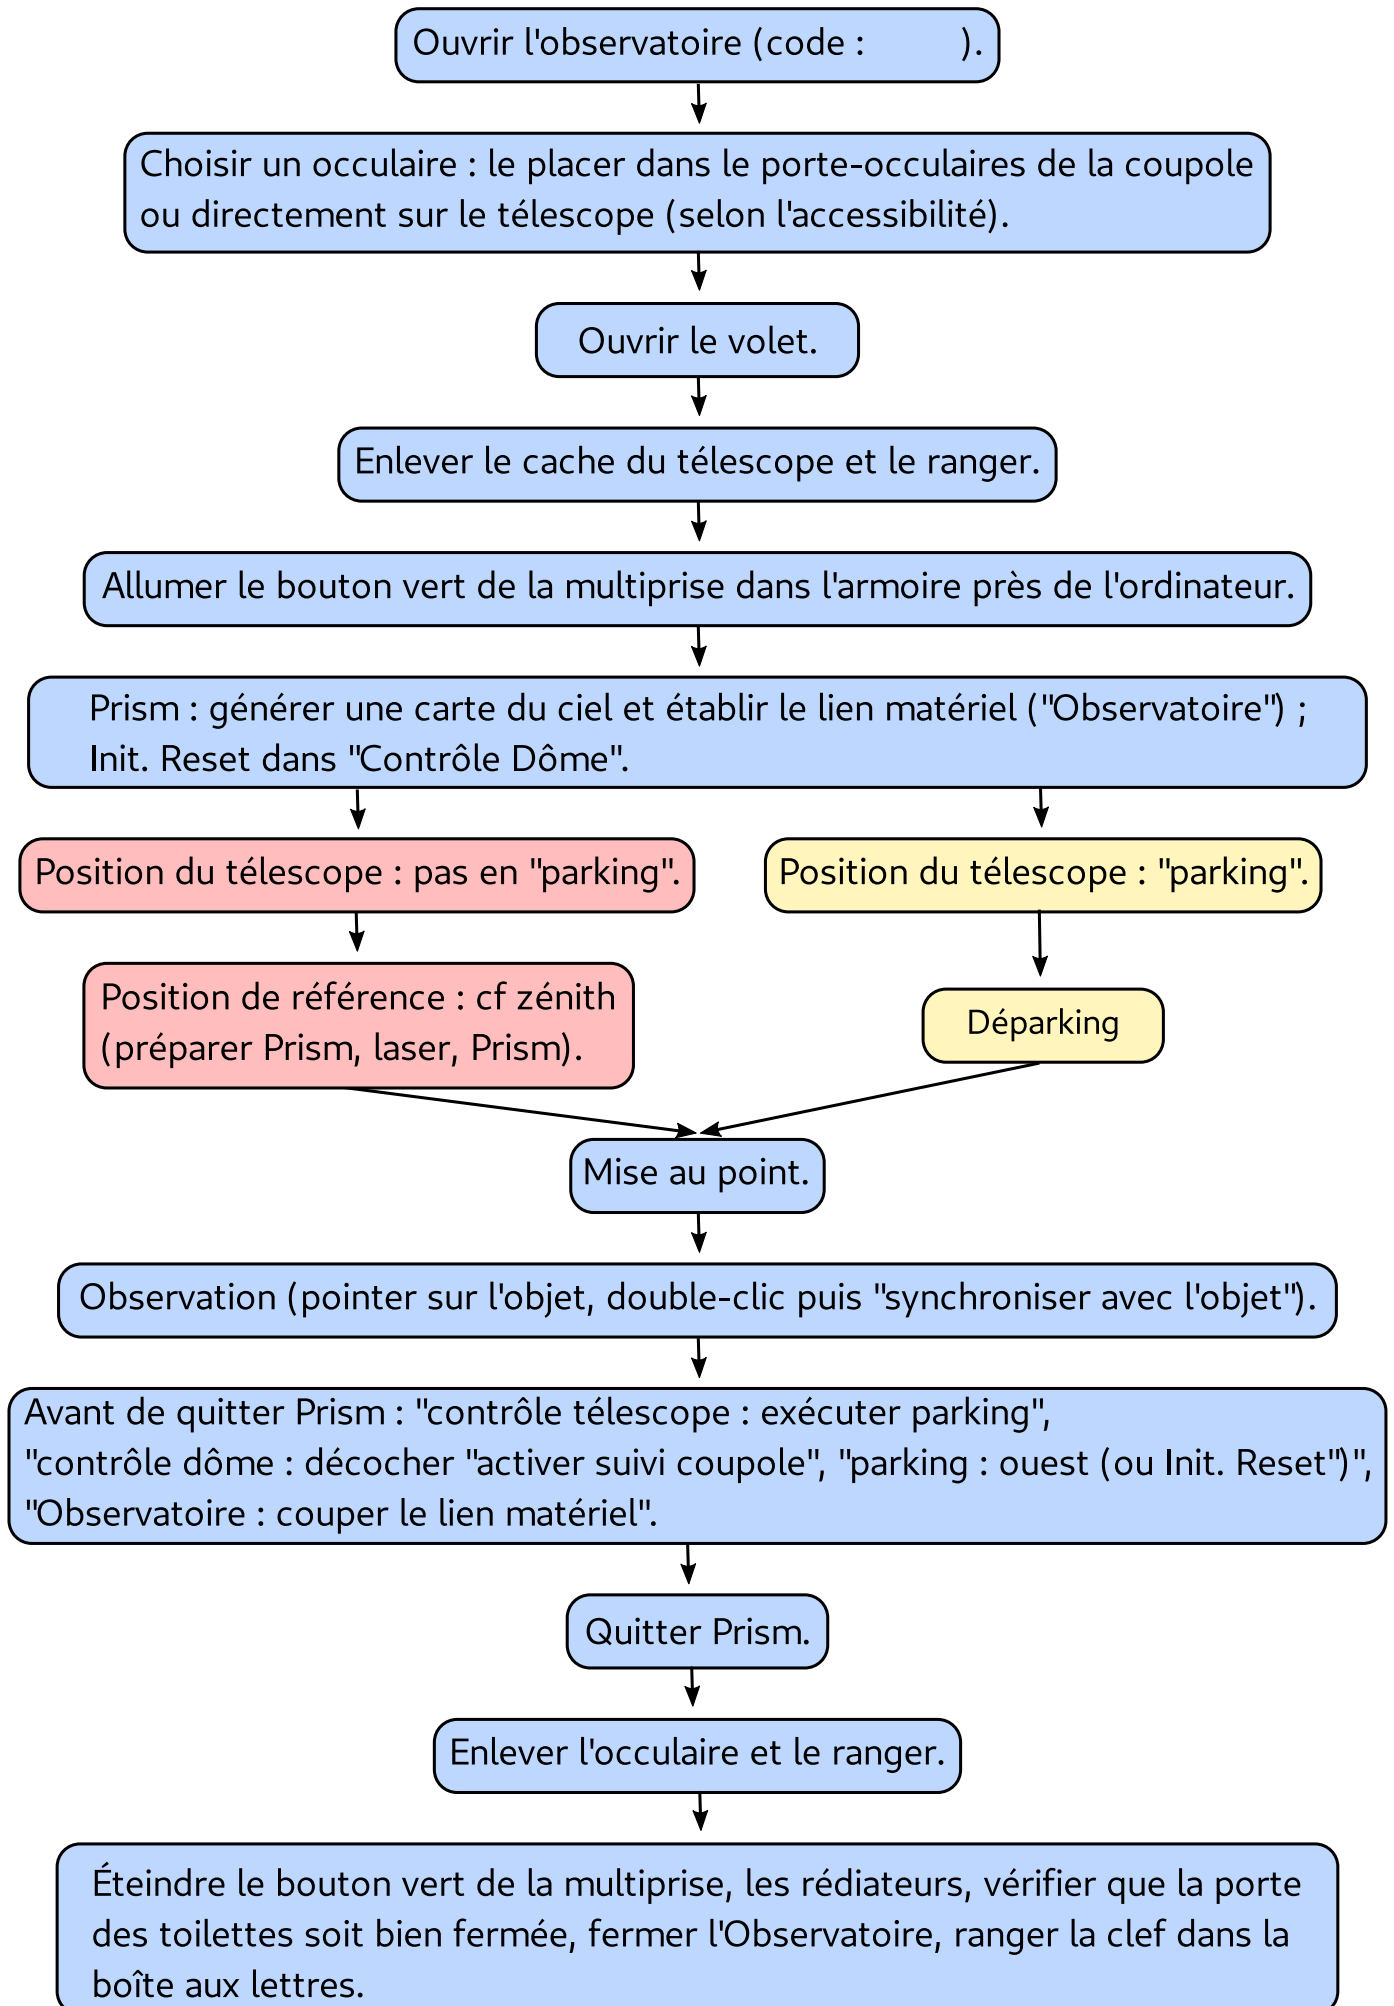 Ouvrir l'observatoire (code :          ).
Choisir un occulaire : le placer dans le porte-occulaires de la coupole
ou directement sur le télescope (selon l'accessibilité).
Ouvrir le volet.
Enlever le cache du télescope et le ranger.
Allumer le bouton vert de la multiprise dans l'armoire près de l'ordinateur.
Prism : générer une carte du ciel et établir le lien matériel ("Observatoire") ;
Init. Reset dans "Contrôle Dôme".
Position du télescope : pas en "parking".
Position du télescope : "parking".
Position de référence : cf zénith
(préparer Prism, laser, Prism).
Déparking
Mise au point.
Observation (pointer sur l'objet, double-clic puis "synchroniser avec l'objet").
Avant de quitter Prism : "contrôle télescope : exécuter parking",
"contrôle dôme : décocher "activer suivi coupole", "parking : ouest (ou Init. Reset")",
"Observatoire : couper le lien matériel".
Quitter Prism.
Enlever l'occulaire et le ranger.
Éteindre le bouton vert de la multiprise, les rédiateurs, vérifier que la porte
des toilettes soit bien fermée, fermer l'Observatoire, ranger la clef dans la
boîte aux lettres.